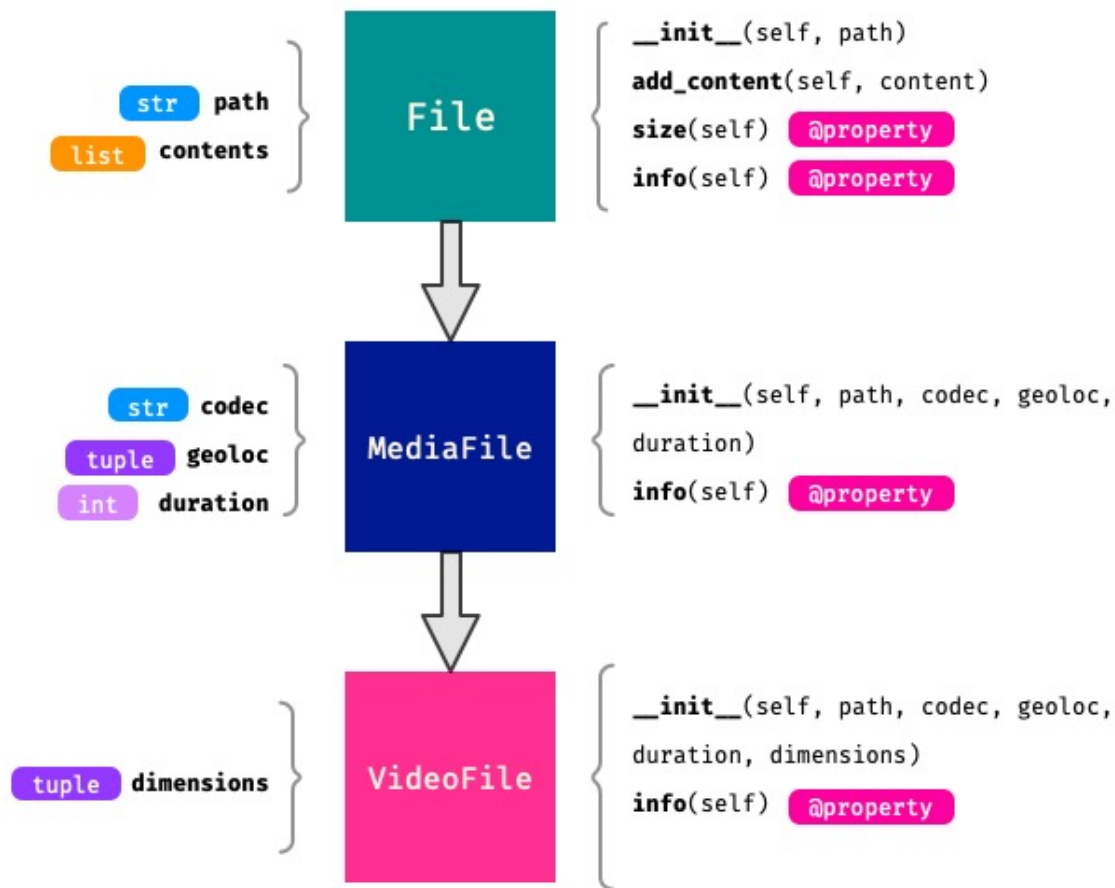 str path
list contents
File
__init__(self, path)
add_content(self, content)
size(self) @property
info(self) @property
str codec
tuple geoloc
int duration
MediaFile
__init__(self, path, codec, geoloc,
duration)
info(self) @property
tuple dimensions
VideoFile
__init__(self, path, codec, geoloc,
duration, dimensions)
info(self) @property